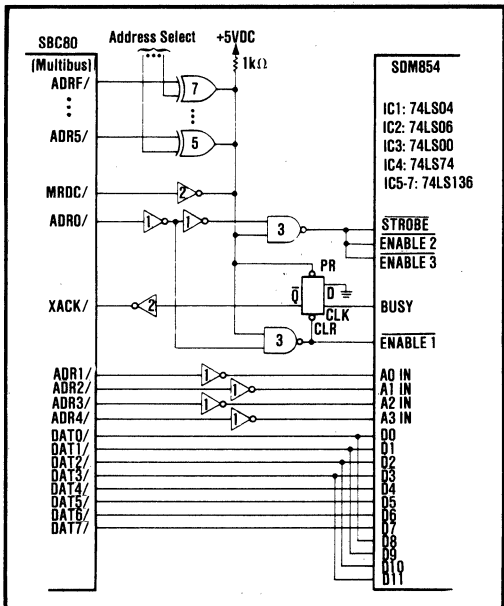 SBC80
(Multibus)
Address Select
+5VDC
1kΩ
SDM854
ADRF/
7
IC1: 74LS04
IC2: 74LS06
IC3: 74LS00
IC4: 74LS74
IC5-7: 74LS136
ADR5/
5
MRDC/
2
ADR0/
1
1
3
STROBE
ENABLE 2
ENABLE 3
PR
Q
D
CLK
CLR
XACK/
2
BUSY
3
ENABLE 1
ADR1/
1
A0 IN
ADR2/
1
A1 IN
ADR3/
1
A2 IN
ADR4/
1
A3 IN
DAT0/
D0
DAT1/
D1
DAT2/
D2
DAT3/
D3
DAT4/
D4
DAT5/
D5
DAT6/
D6
DAT7/
D7
D8
D9
D10
D11